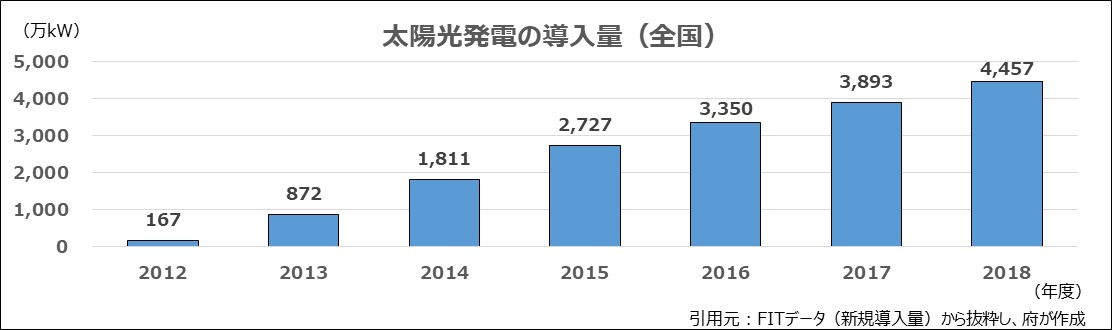 （万kW）
太陽光発電の導入量（全国）
5,000
4,000
3,000
2,000
1,000
0
167
872
1,811
2,727
3,350
3,893
4,457
2012 2013 2014 2015 2016 2017 2018
（年度）
引用元：FITデータ（新規導入量）から抜粋し、府が作成